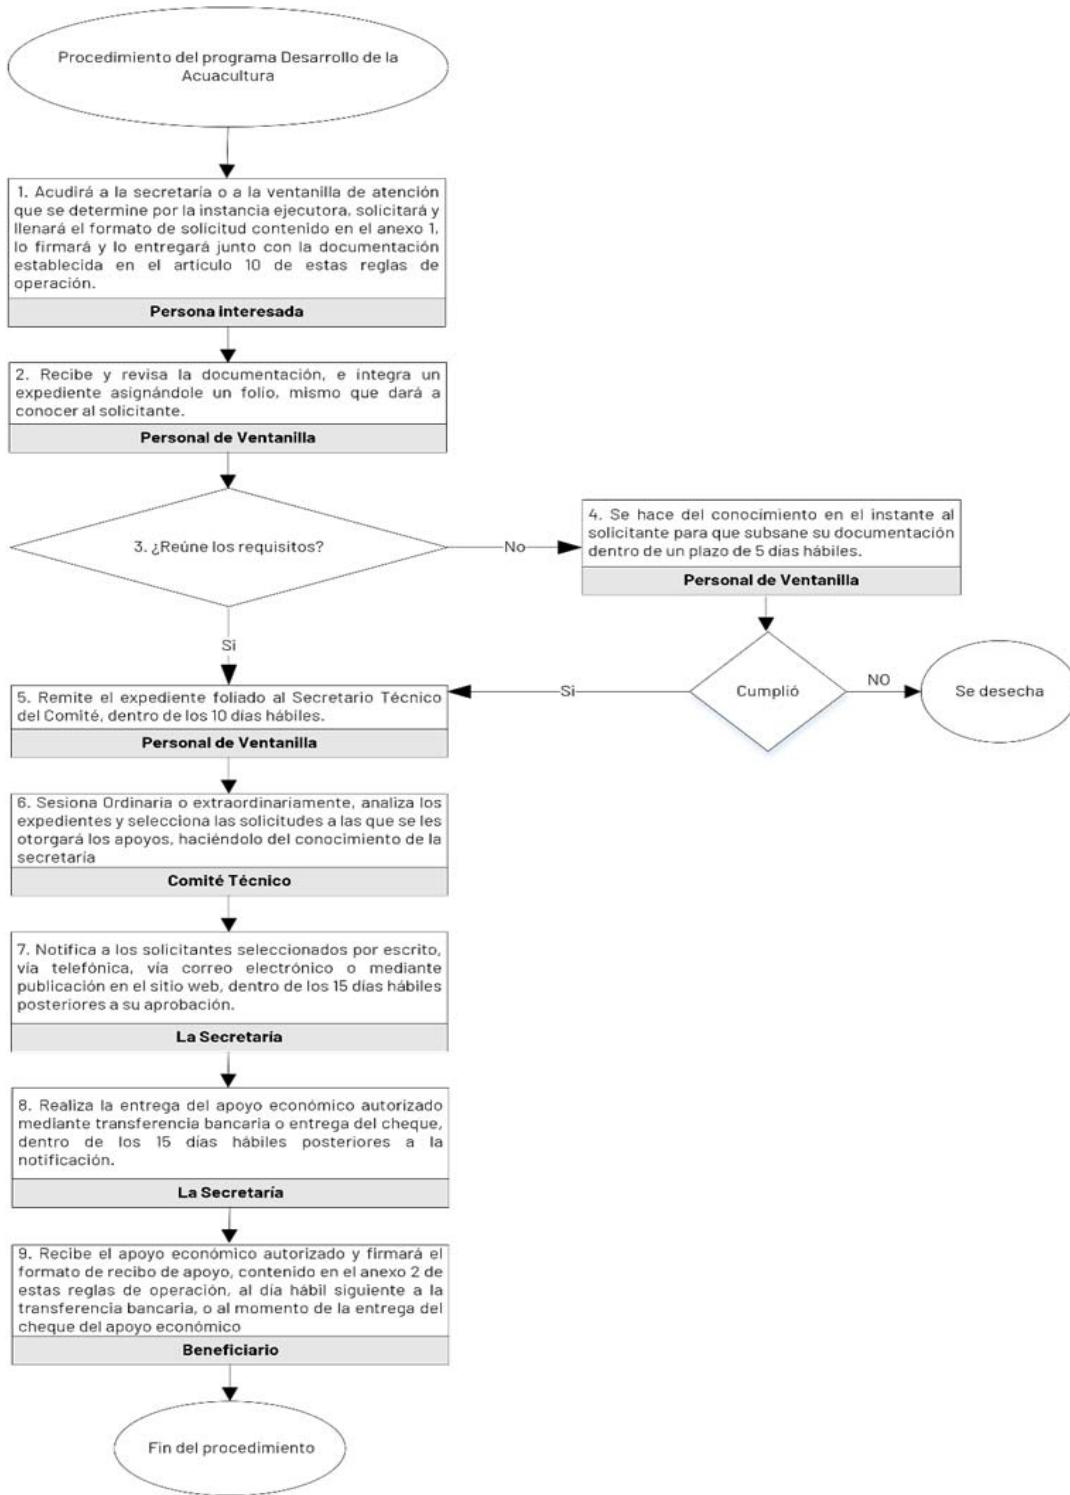 Procedimiento del programa Desarrollo de la
Acuacultura
1. Acudirá a la secretaría o a la ventanilla de atención
que se determine por la instancia ejecutora, solicitará y
llenará el formato de solicitud contenido en el anexo 1,
lo firmará y lo entregará junto con la documentación
establecida en el artículo 10 de estas reglas de
operación.
Persona interesada
2. Recibe y revisa la documentación, e integra un
expediente asignándole un folio, mismo que dará a
conocer al solicitante.
Personal de Ventanilla
3. ¿Reúne los requisitos?
No
4. Se hace del conocimiento en el instante al
solicitante para que subsane su documentación
dentro de un plazo de 5 días hábiles.
Personal de Ventanilla
Si
Cumplió
Si
NO
Se desecha
5. Remite el expediente foliado al Secretario Técnico
del Comité, dentro de los 10 días hábiles.
Personal de Ventanilla
6. Sesiona Ordinaria o extraordinariamente, analiza los
expedientes y selecciona las solicitudes a las que se les
otorgará los apoyos, haciéndolo del conocimiento de la
secretaría
Comité Técnico
7. Notifica a los solicitantes seleccionados por escrito,
vía telefónica, vía correo electrónico o mediante
publicación en el sitio web, dentro de los 15 días hábiles
posteriores a su aprobación.
La Secretaría
8. Realiza la entrega del apoyo económico autorizado
mediante transferencia bancaria o entrega del cheque,
dentro de los 15 días hábiles posteriores a la
notificación.
La Secretaría
9. Recibe el apoyo económico autorizado y firmará el
formato de recibo de apoyo, contenido en el anexo 2 de
estas reglas de operación, al día hábil siguiente a la
transferencia bancaria, o al momento de la entrega del
cheque del apoyo económico
Beneficiario
Fin del procedimiento